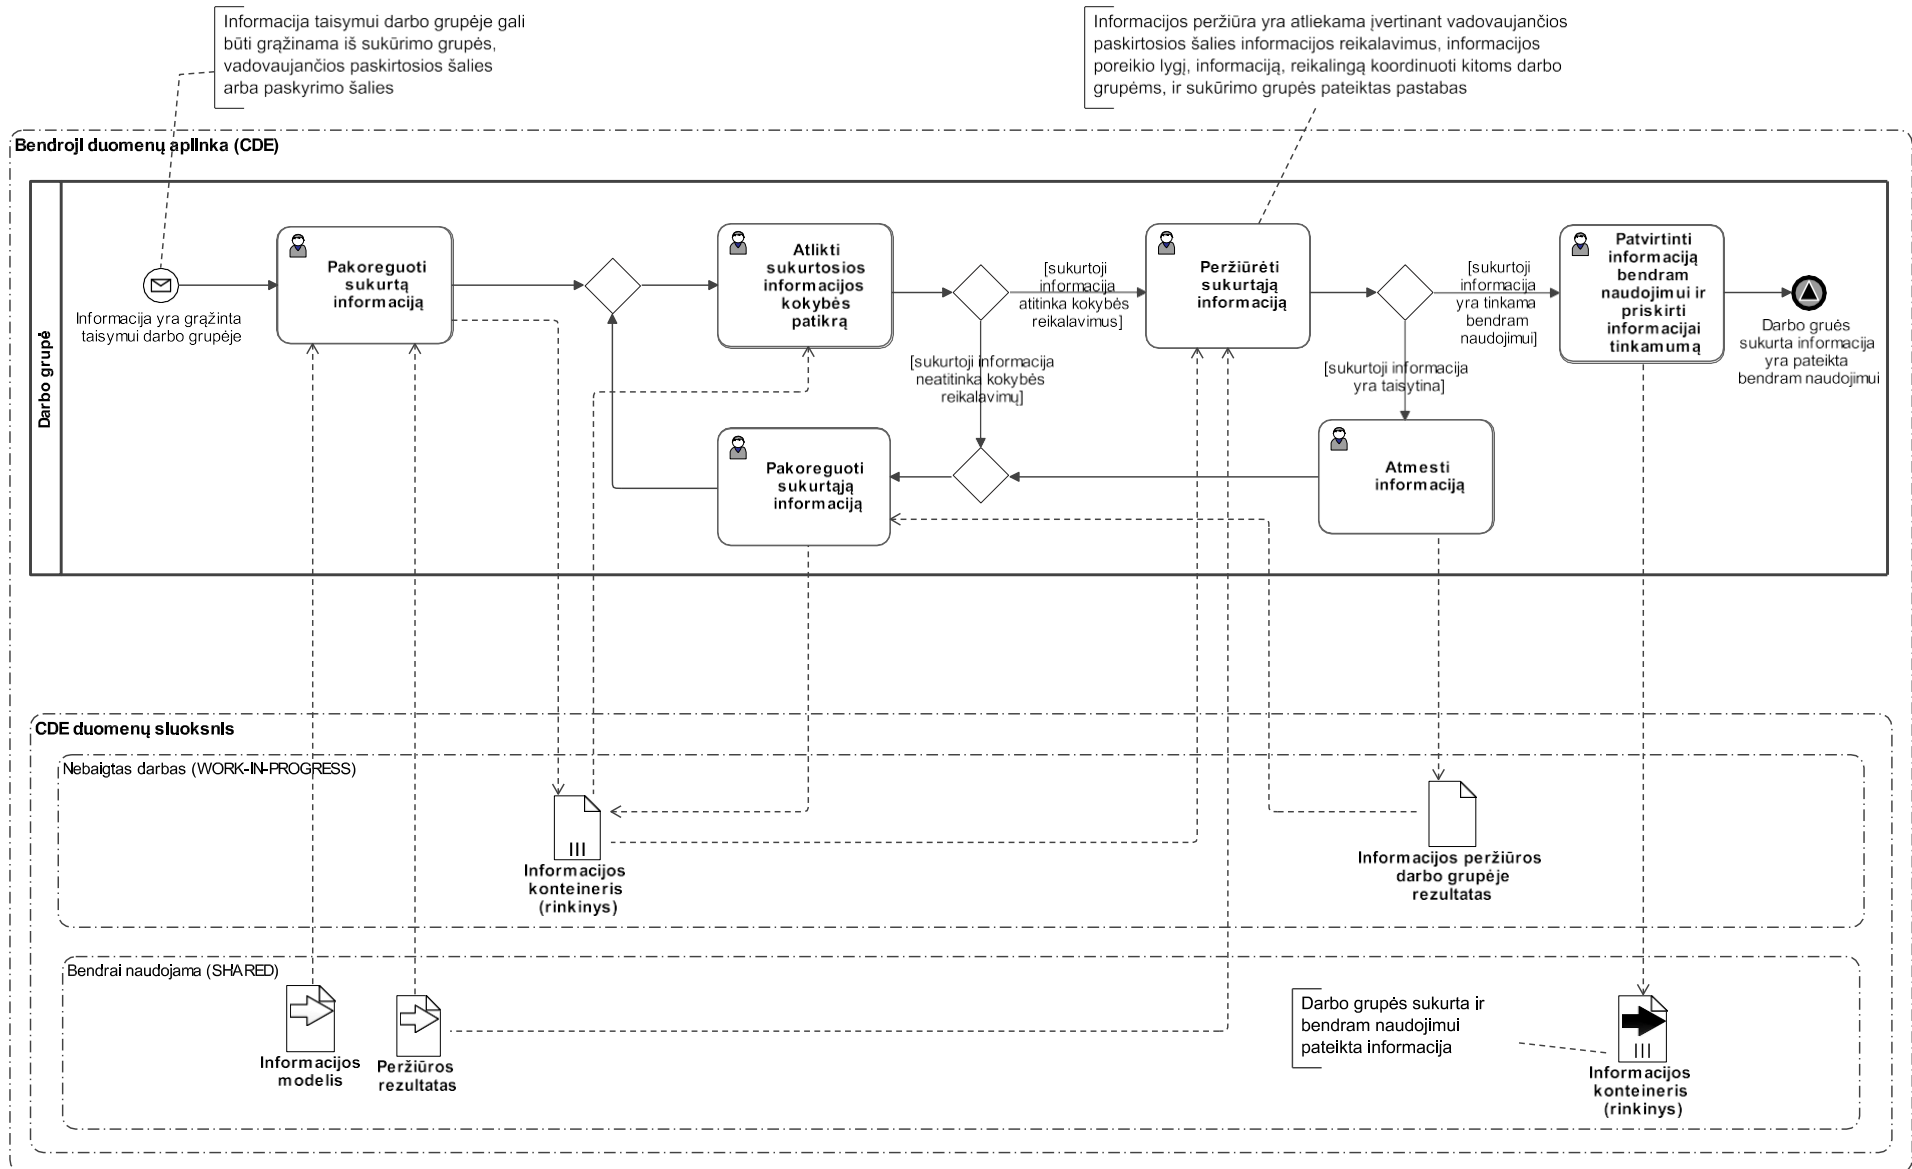 Informacija taisymui darbo grupėje gali
būti grąžinama iš sukūrimo grupės,
vadovaujančios paskirtosios šalies
arba paskyrimo šalies
Informacijos peržiūra yra atliekama įvertinant vadovaujančios
paskirtosios šalies informacijos reikalavimus, informacijos
poreikio lygį, informaciją, reikalingą koordinuoti kitoms darbo
grupėms, ir sukūrimo grupės pateiktas pastabas
Bendroji duomenų aplinka (CDE)
Darbo grupė
Informacija yra grąžinta
taisymui darbo grupėje
Pakoreguoti
sukurtą
informaciją
Atlikti
sukurtosios
informacijos
kokybės
patikrą
[sukurtoji
informacija
atitinka kokybės
reikalavimus]
[sukurtoji informacija
neatitinka kokybės
reikalavimų]
Peržiūrėti
sukurtąją
informaciją
[sukurtoji
informacija
yra tinkama
bendram
naudojimui]
[sukurtoji informacija
yra taisytina]
Patvirtinti
informaciją
bendram
naudojimui ir
priskirti
informacijai
tinkamumą
Darbo gruės
sukurta informacija
yra pateikta
bendram naudojimui
Pakoreguoti
sukurtąją
informaciją
Atmesti
informaciją
CDE duomenų sluoksnis
Nebaigtas darbas (WORK-IN-PROGRESS)
Informacijos
konteineris
(rinkinys)
Informacijos peržiūros
darbo grupėje
rezultatas
Bendrai naudojama (SHARED)
Informacijos
modelis
Peržiūros
rezultatas
Darbo grupės sukurta ir
bendram naudojimui
pateikta informacija
Informacijos
konteineris
(rinkinys)